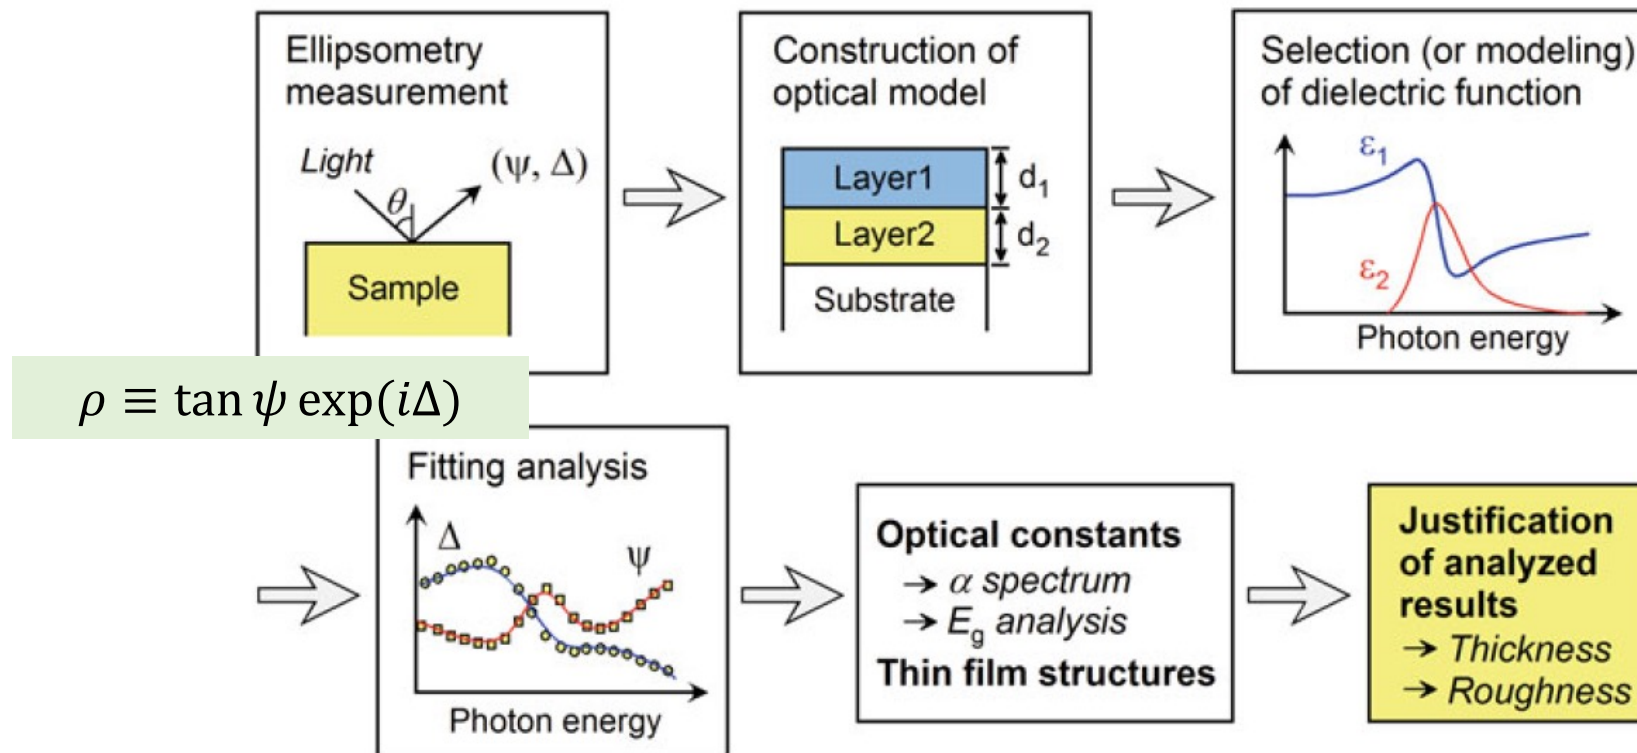 Ellipsometry
measurement
Light
θ
(ψ, Δ)
Sample
Construction of
optical model
Layer1
d₁
Layer2
d₂
Substrate
Selection (or modeling)
of dielectric function
ε₁
ε₂
Photon energy
ρ ≡ tan ψ exp(iΔ)
Fitting analysis
Δ
ψ
Photon energy
Optical constants
→ α spectrum
→ E_g analysis
Thin film structures
Justification
of analyzed
results
→ Thickness
→ Roughness